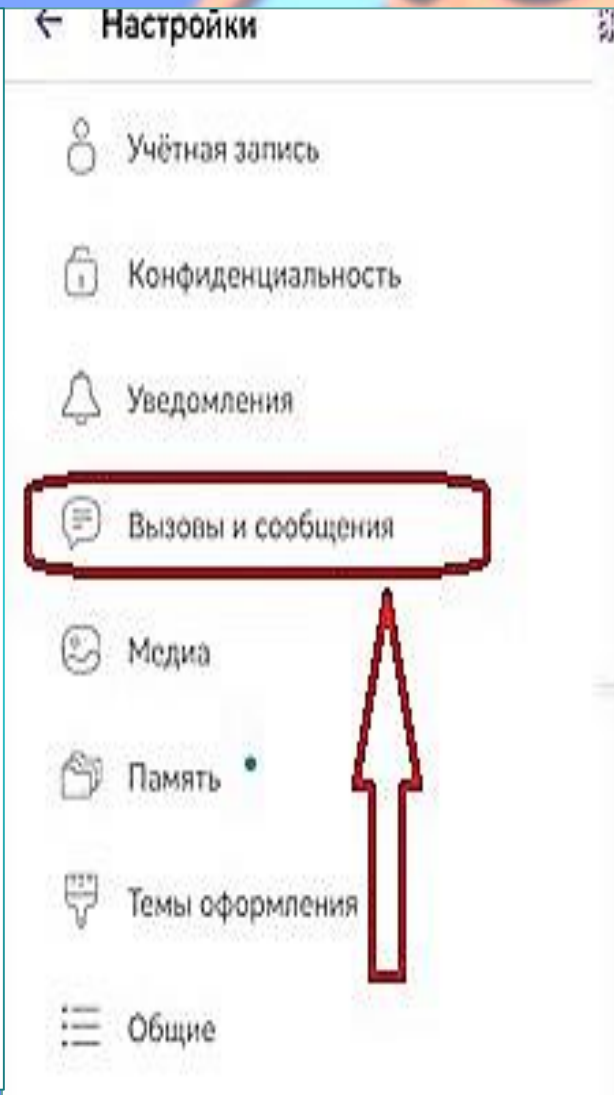 Настройки
Учётная запись
Конфиденциальность
Уведомления
Вызовы и сообщения
Медиа
Память
Темы оформления
Общие